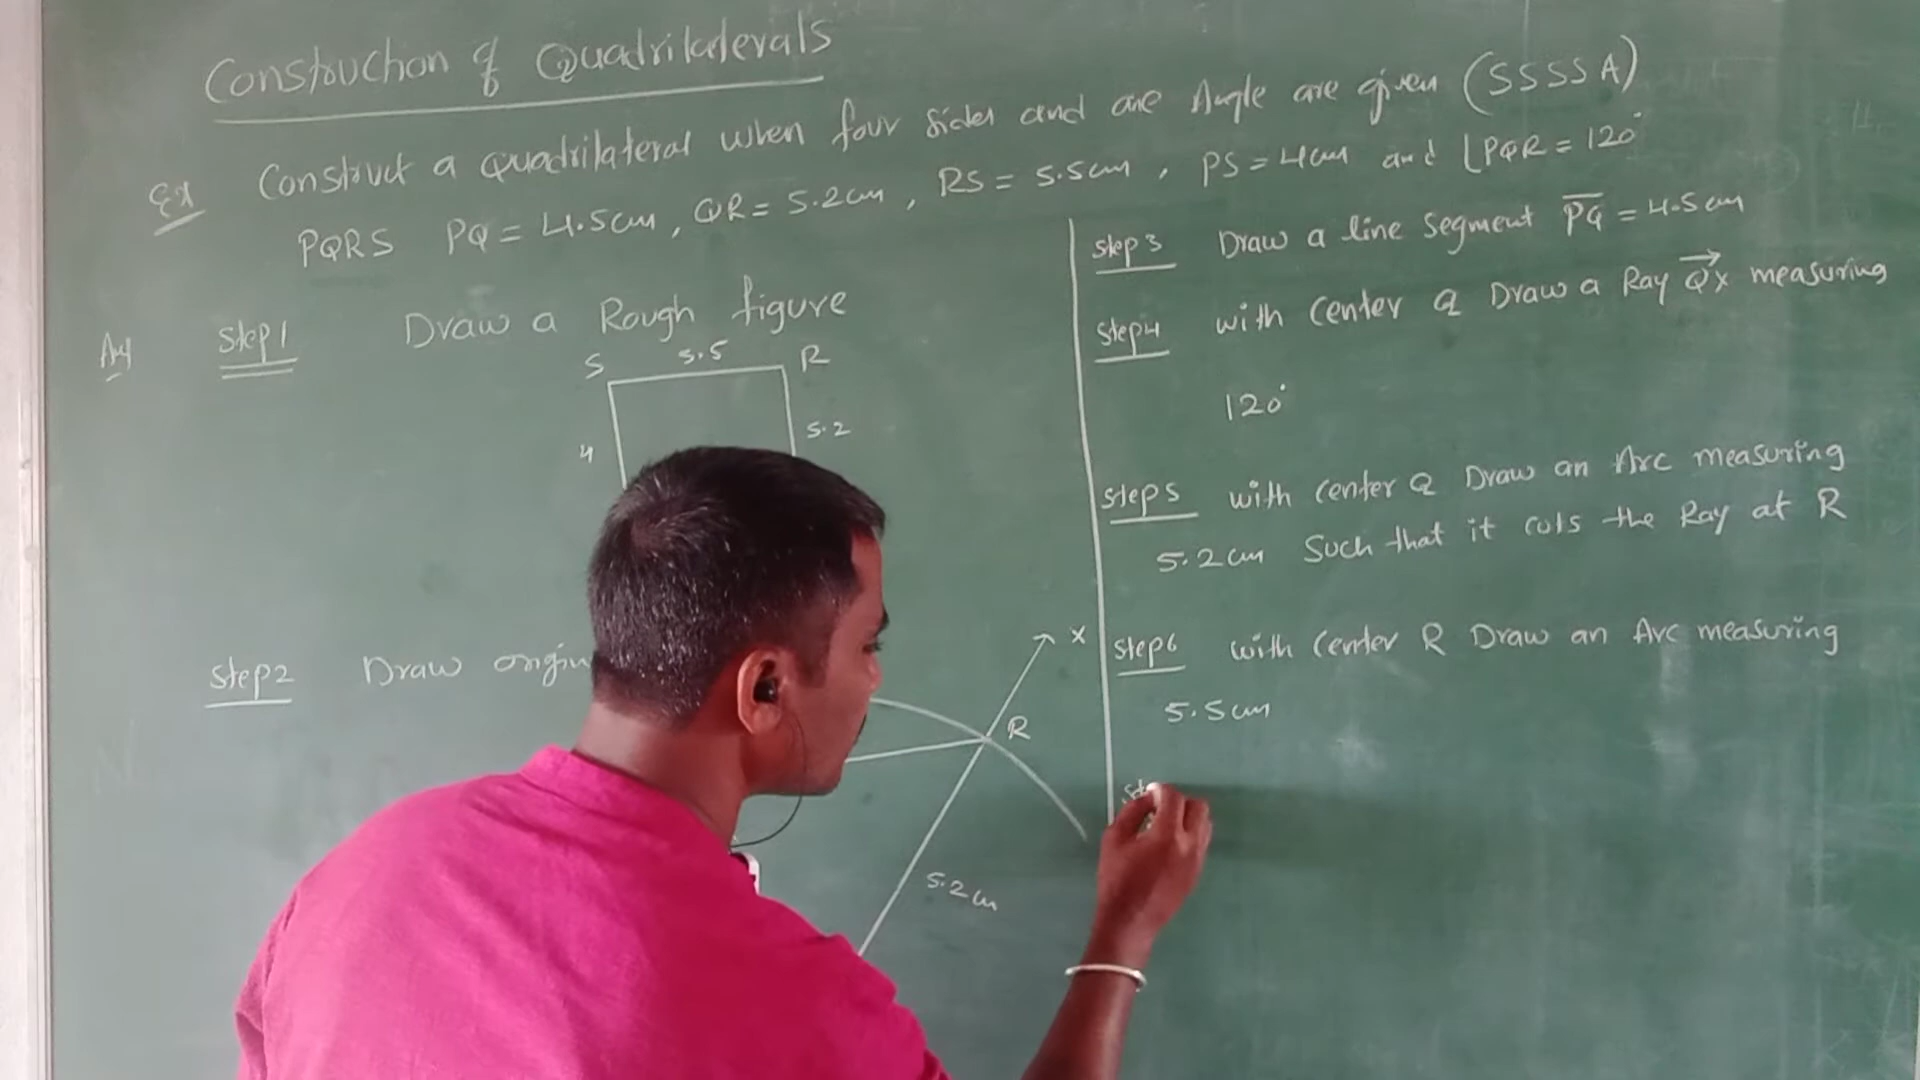 Construction of Quadrilaterals
Ex Construct a quadrilateral when four sides and one Angle are given (SSSSA)
PQRS PQ = 4.5cm, QR = 5.2cm, RS = 5.5cm, PS = 4cm and ∠PQR = 120°
Ans Step1 Draw a Rough figure
S 5.5 R
4 5.2
Step2 Draw
X
R
5.2cm
Step3 Draw a line Segment P͞Q = 4.5cm
Step4 with Center Q Draw a Ray QX→ measuring
120°
Step5 with Center Q Draw an Arc measuring
5.2cm Such that it cuts the Ray at R
Step6 with Center R Draw an Arc measuring
5.5cm